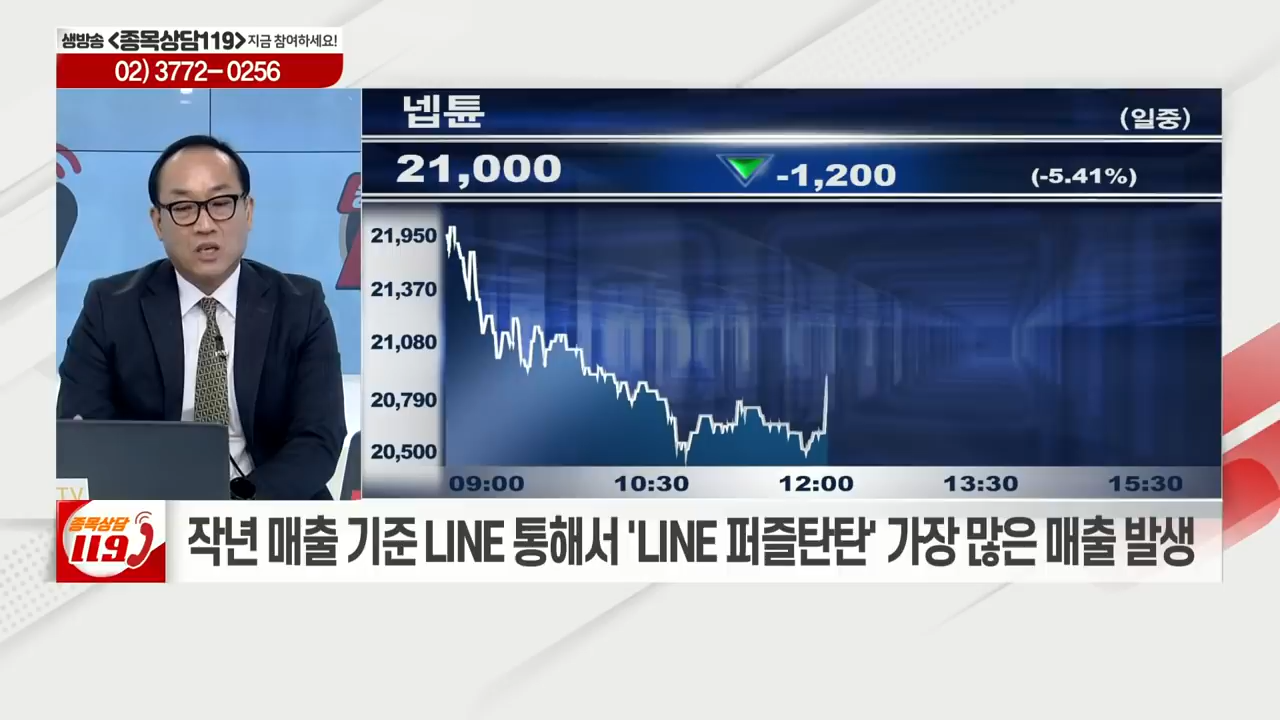 생방송 <종목상담119> 지금 참여하세요!
02) 3772-0256
넵튠
(일중)
21,000
-1,200
(-5.41%)
21,950
21,370
21,080
20,790
20,500
09:00
10:30
12:00
13:30
15:30
TV
종목상담
119
작년 매출 기준 LINE 통해서 'LINE 퍼즐탄탄' 가장 많은 매출 발생